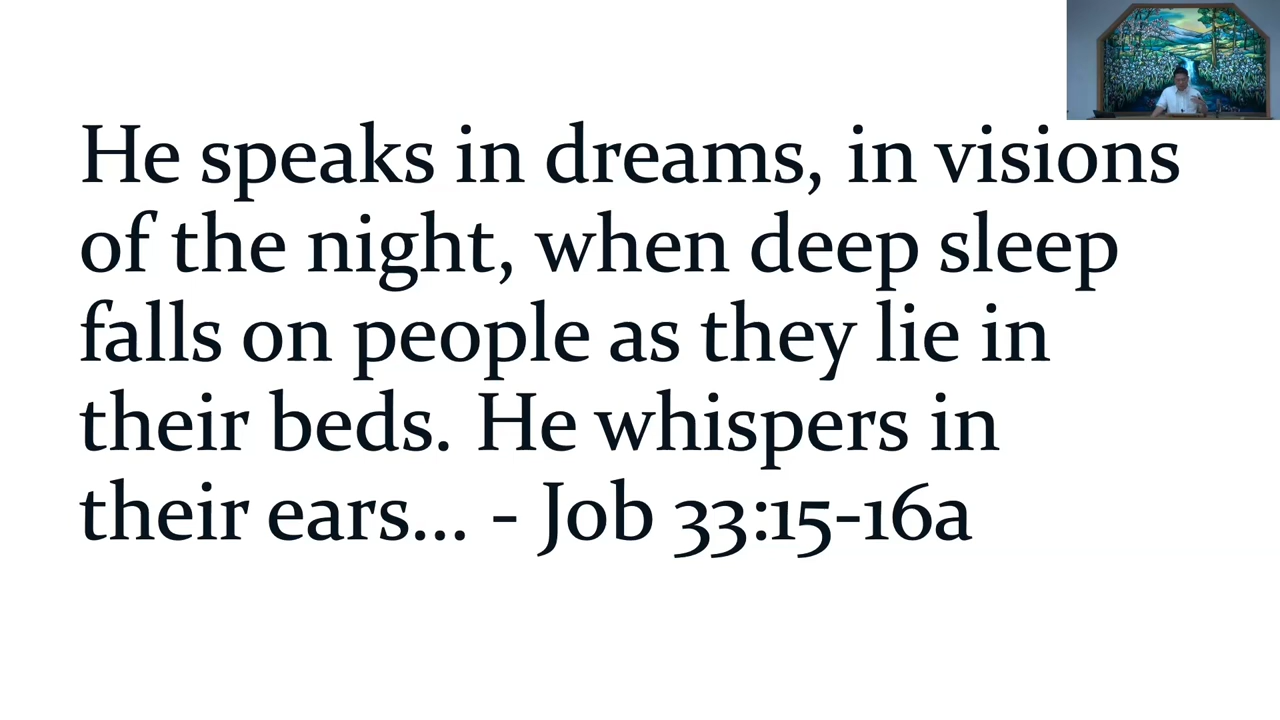 He speaks in dreams, in visions
of the night, when deep sleep
falls on people as they lie in
their beds. He whispers in
their ears... - Job 33:15-16a